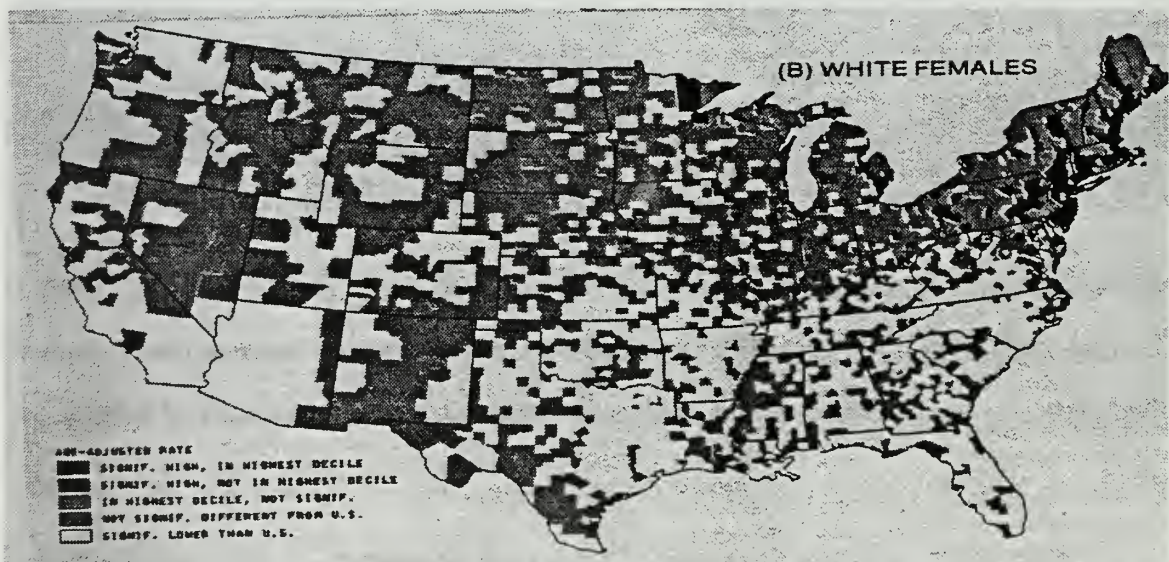 (B) WHITE FEMALES
AGE-ADJUSTED RATE
SIGNIF. HIGH, IN HIGHEST DECILE
SIGNIF. HIGH, NOT IN HIGHEST DECILE
IN HIGHEST DECILE, NOT SIGNIF.
NOT SIGNIF. DIFFERENT FROM U.S.
SIGNIF. LOWER THAN U.S.